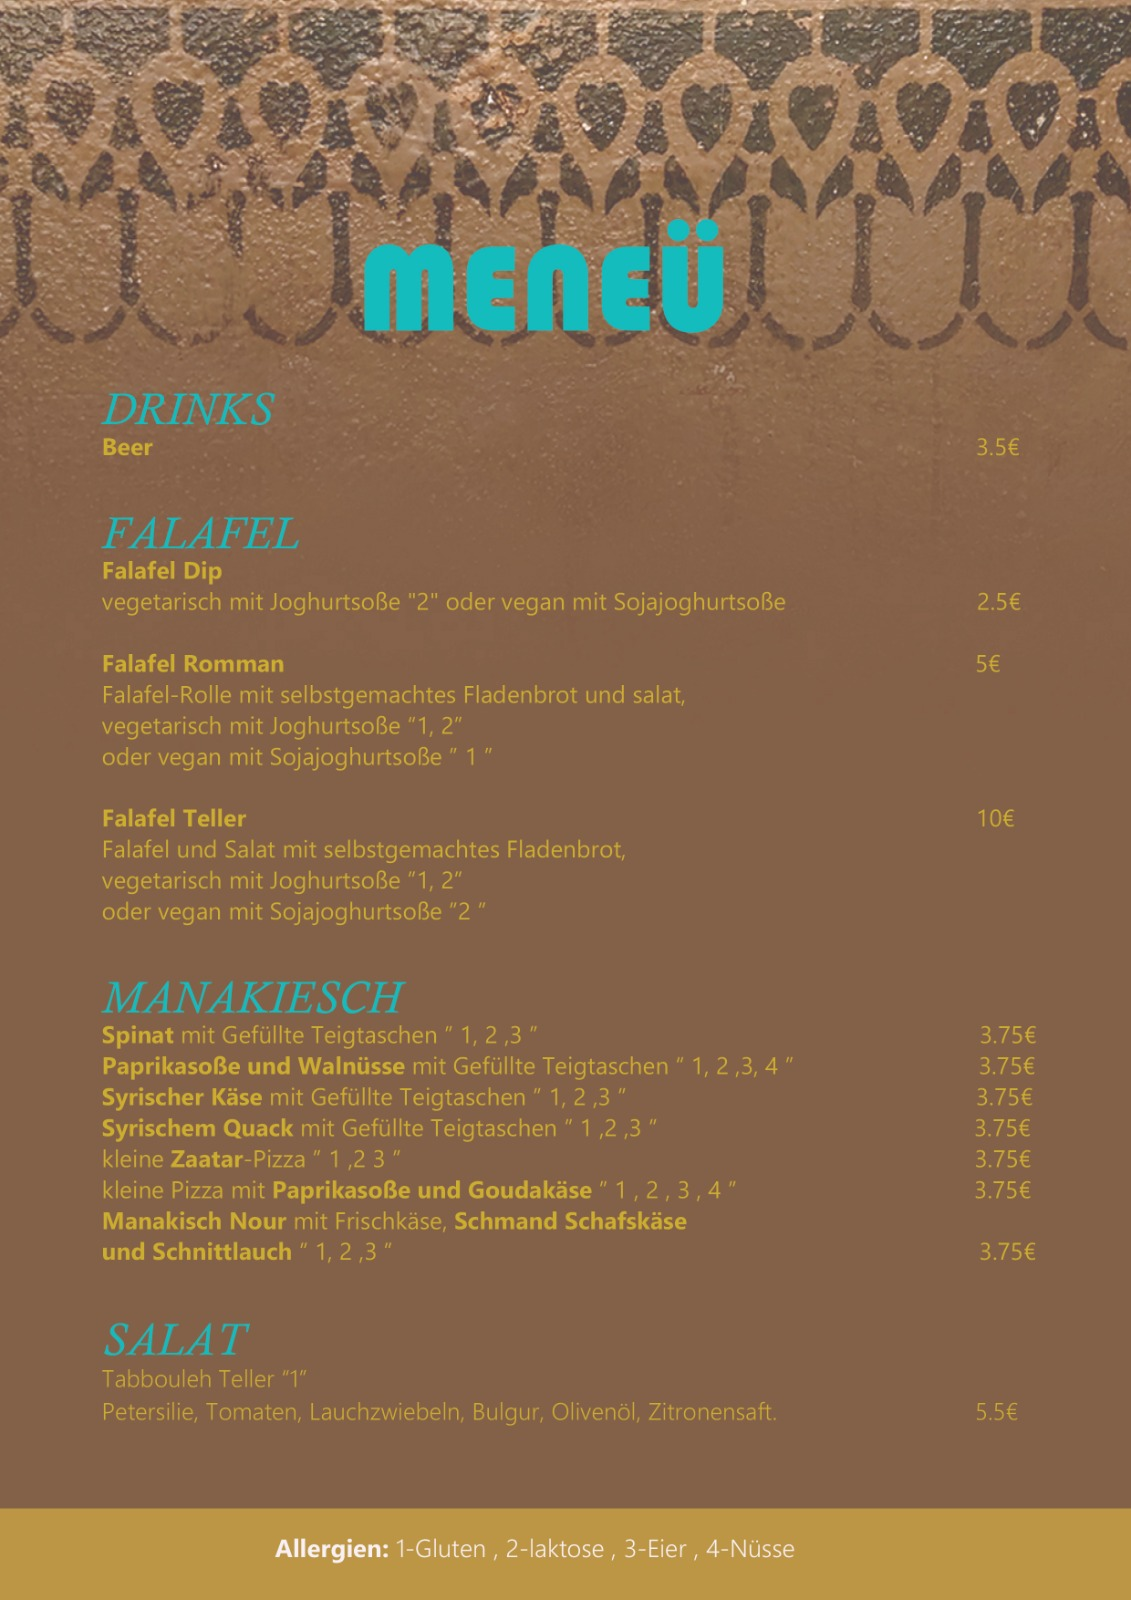 MENEÜ
DRINKS
Beer 3.5€
FALAFEL
Falafel Dip
vegetarisch mit Joghurtsoße "2" oder vegan mit Sojajoghurtsoße 2.5€
Falafel Romman 5€
Falafel-Rolle mit selbstgemachtes Fladenbrot und salat,
vegetarisch mit Joghurtsoße “1, 2”
oder vegan mit Sojajoghurtsoße ” 1 ”
Falafel Teller 10€
Falafel und Salat mit selbstgemachtes Fladenbrot,
vegetarisch mit Joghurtsoße “1, 2”
oder vegan mit Sojajoghurtsoße “2 ”
MANAKIESCH
Spinat mit Gefüllte Teigtaschen ” 1, 2 ,3 ” 3.75€
Paprikasoße und Walnüsse mit Gefüllte Teigtaschen “ 1, 2 ,3, 4 ” 3.75€
Syrischer Käse mit Gefüllte Teigtaschen ” 1, 2 ,3 ” 3.75€
Syrischem Quack mit Gefüllte Teigtaschen ” 1 ,2 ,3 ” 3.75€
kleine Zaatar-Pizza ” 1 ,2 3 ” 3.75€
kleine Pizza mit Paprikasoße und Goudakäse ” 1 , 2 , 3 , 4 ” 3.75€
Manakisch Nour mit Frischkäse, Schmand Schafskäse
und Schnittlauch ” 1, 2 ,3 ” 3.75€
SALAT
Tabbouleh Teller ”1”
Petersilie, Tomaten, Lauchzwiebeln, Bulgur, Olivenöl, Zitronensaft. 5.5€
Allergien: 1-Gluten , 2-laktose , 3-Eier , 4-Nüsse